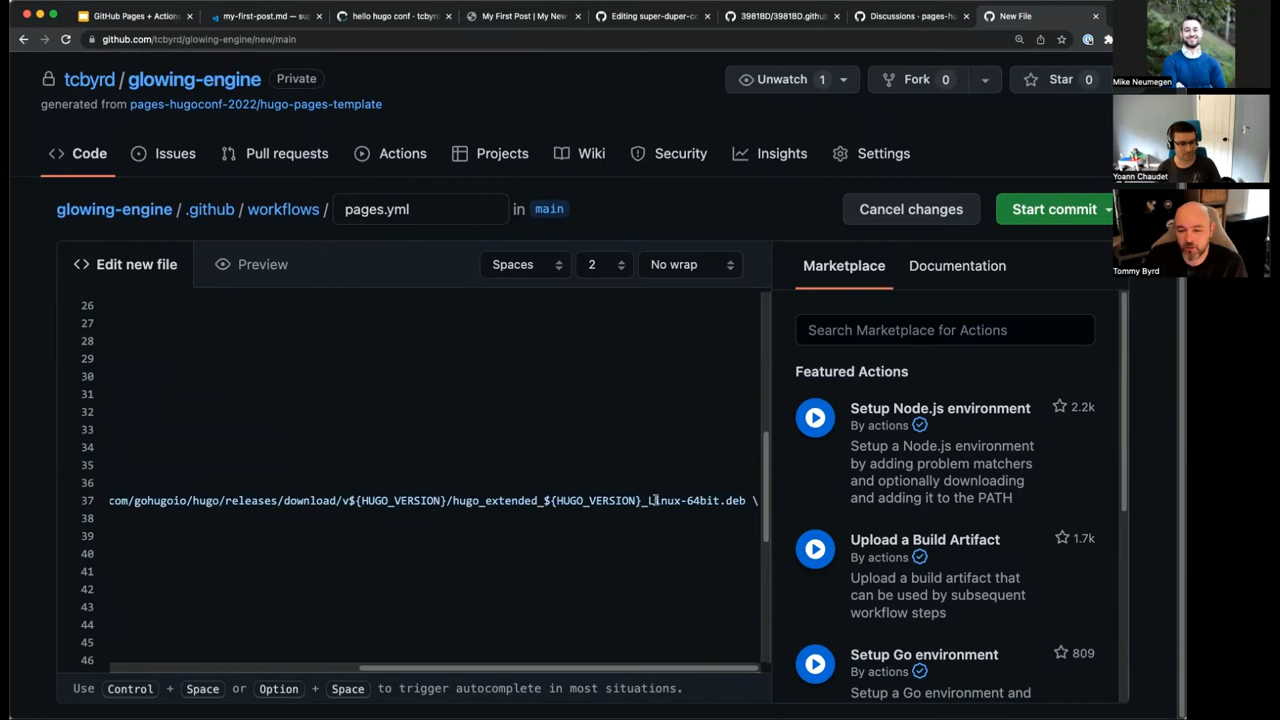 GitHub Pages + Actions
my-first-post.md — sup
hello hugo conf · tcbyrd
My First Post | My New
Editing super-duper-co
3981BD/3981BD.github
Discussions · pages-hu
New File
github.com/tcbyrd/glowing-engine/new/main
tcbyrd / glowing-engine Private
Unwatch 1
Fork 0
Star 0
generated from pages-hugoconf-2022/hugo-pages-template
Mike Neumegen
<> Code
Issues
Pull requests
Actions
Projects
Wiki
Security
Insights
Settings
Yoann Chaudet
glowing-engine / .github / workflows / pages.yml in main
Cancel changes
Start commit
Tommy Byrd
<> Edit new file
Preview
Spaces
2
No wrap
Marketplace
Documentation
26
27
28
29
30
31
32
33
34
35
36
37 com/gohugoio/hugo/releases/download/v${HUGO_VERSION}/hugo_extended_${HUGO_VERSION}_Linux-64bit.deb \
38
39
40
41
42
43
44
45
46
Search Marketplace for Actions
Featured Actions
Setup Node.js environment 2.2k
By actions
Setup a Node.js environment
by adding problem matchers
and optionally downloading
and adding it to the PATH
Upload a Build Artifact 1.7k
By actions
Upload a build artifact that
can be used by subsequent
workflow steps
Setup Go environment 809
By actions
Setup a Go environment and
Use Control + Space or Option + Space to trigger autocomplete in most situations.